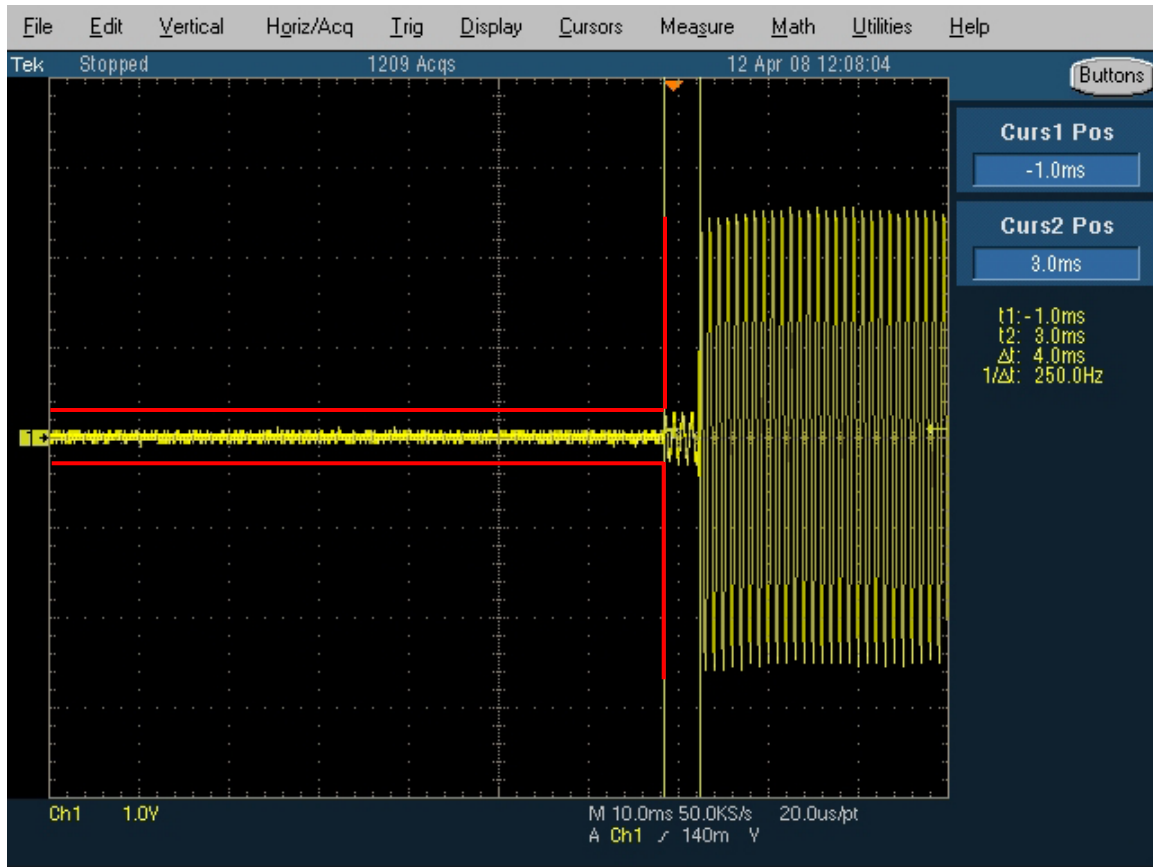 File Edit Vertical Horiz/Acq Trig Display Cursors Measure Math Utilities Help
Tek Stopped 1209 Acqs 12 Apr 08 12:08:04
Buttons
Curs1 Pos
-1.0ms
Curs2 Pos
3.0ms
t1:-1.0ms
t2: 3.0ms
Δt: 4.0ms
1/Δt: 250.0Hz
1
Ch1 1.0V M 10.0ms 50.0KS/s 20.0us/pt
A Ch1 / 140m V